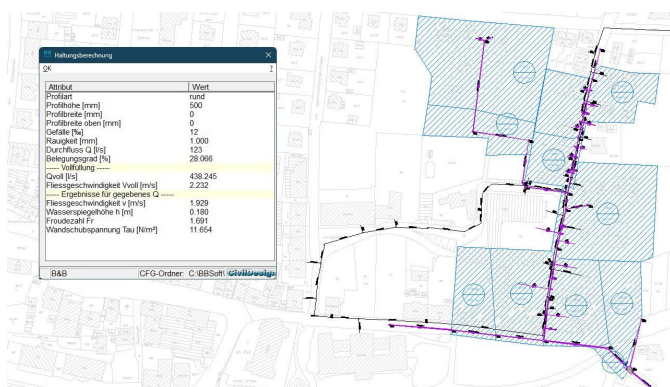 Haltungsberechnung
OK ?
Attribut Wert
Profilart rund
Profilhöhe [mm] 500
Profilbreite [mm] 0
Profilbreite oben [mm] 0
Gefälle [‰] 12
Rauigkeit [mm] 1.000
Durchfluss Q [l/s] 123
Belegungsgrad [%] 28.066
----- Vollfüllung -----
Qvoll [l/s] 438.245
Fliessgeschwindigkeit Vvoll [m/s] 2.232
----- Ergebnisse für gegebenes Q -----
Fliessgeschwindigkeit v [m/s] 1.929
Wasserspiegelhöhe h [m] 0.180
Froudezahl Fr 1.691
Wandschubspannung Tau [N/m²] 11.654
B&B CFG-Ordner: C:\BBSoft\ CivilDesign